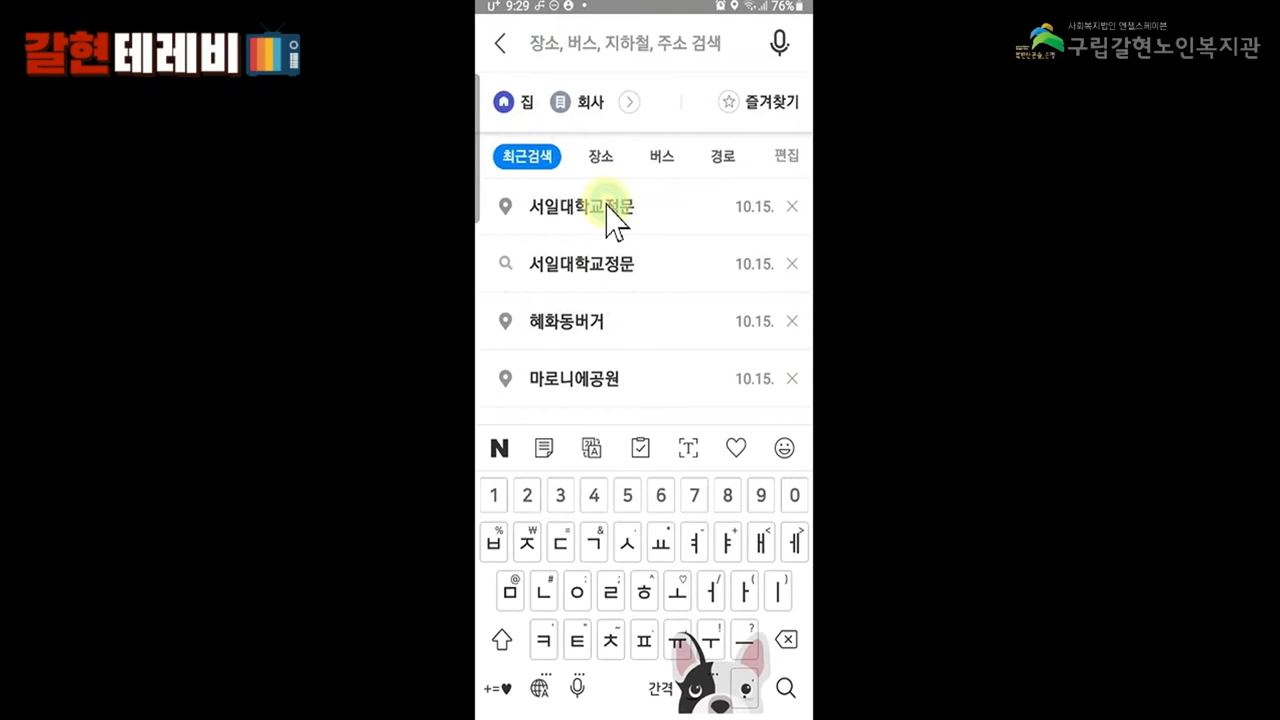 갈현테레비
사회복지법인 엔젤스헤이븐
구립갈현노인복지관
U+ 9:29 76%
장소, 버스, 지하철, 주소 검색
집 회사 즐겨찾기
최근검색 장소 버스 경로 편집
서일대학교정문 10.15.
서일대학교정문 10.15.
혜화동버거 10.15.
마로니에공원 10.15.
N T
1 2 3 4 5 6 7 8 9 0
ㅂ ㅈ ㄷ ㄱ ㅅ ㅛ ㅕ ㅑ ㅐ ㅔ
ㅁ ㄴ ㅇ ㄹ ㅎ ㅗ ㅓ ㅏ ㅣ
ㅋ ㅌ ㅊ ㅍ ㅠ ㅜ ㅡ
+=♥ 간격